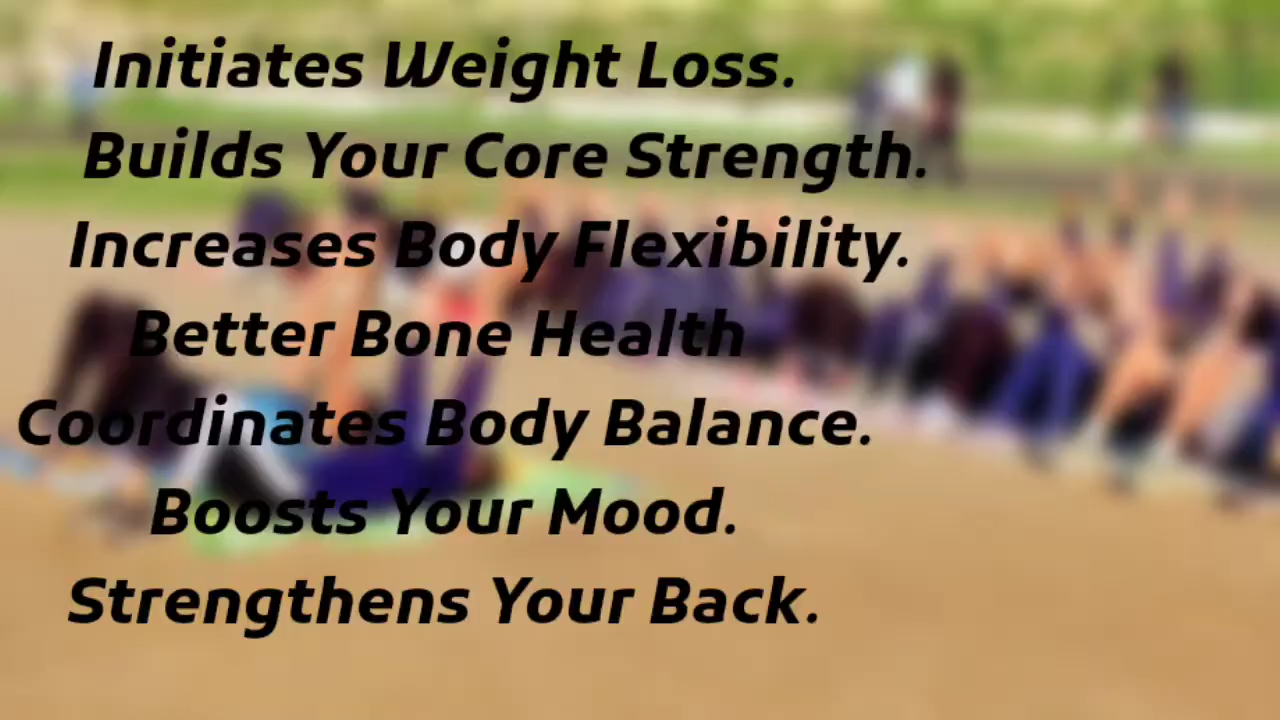 Initiates Weight Loss.
Builds Your Core Strength.
Increases Body Flexibility.
Better Bone Health
Coordinates Body Balance.
Boosts Your Mood.
Strengthens Your Back.